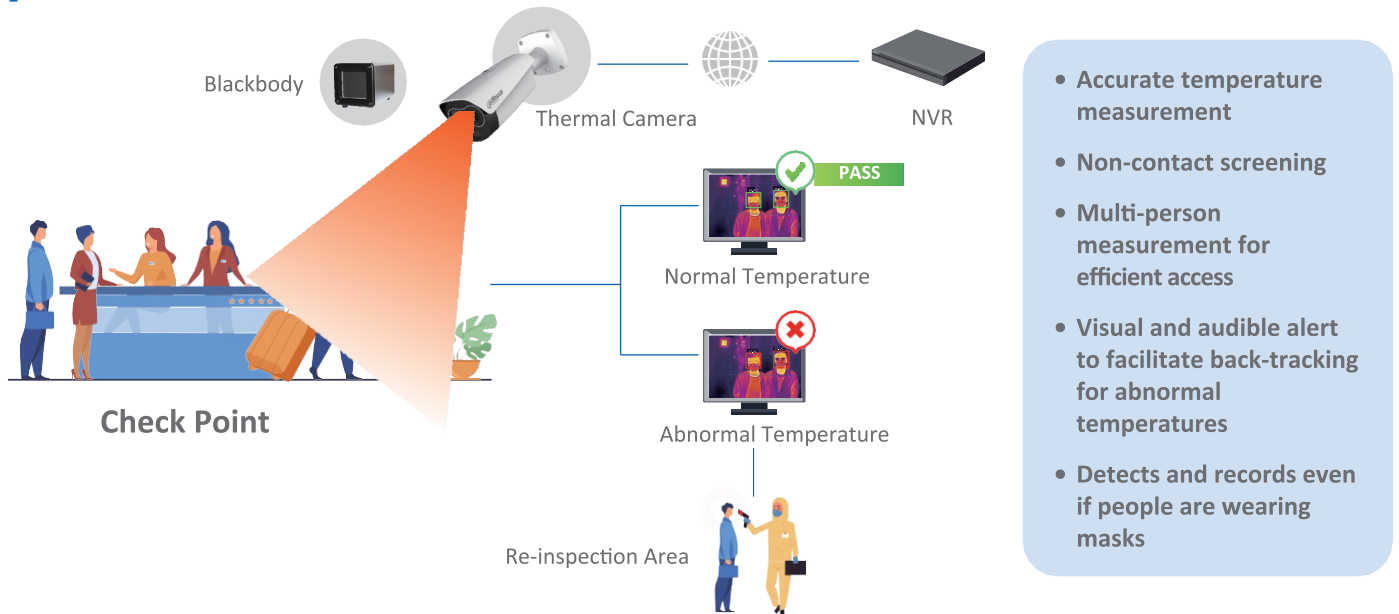 Blackbody
alhua
Thermal Camera
NVR
PASS
Normal Temperature
Check Point
Abnormal Temperature
Re-inspection Area
• Accurate temperature
measurement
• Non-contact screening
• Multi-person
measurement for
efficient access
• Visual and audible alert
to facilitate back-tracking
for abnormal
temperatures
• Detects and records even
if people are wearing
masks